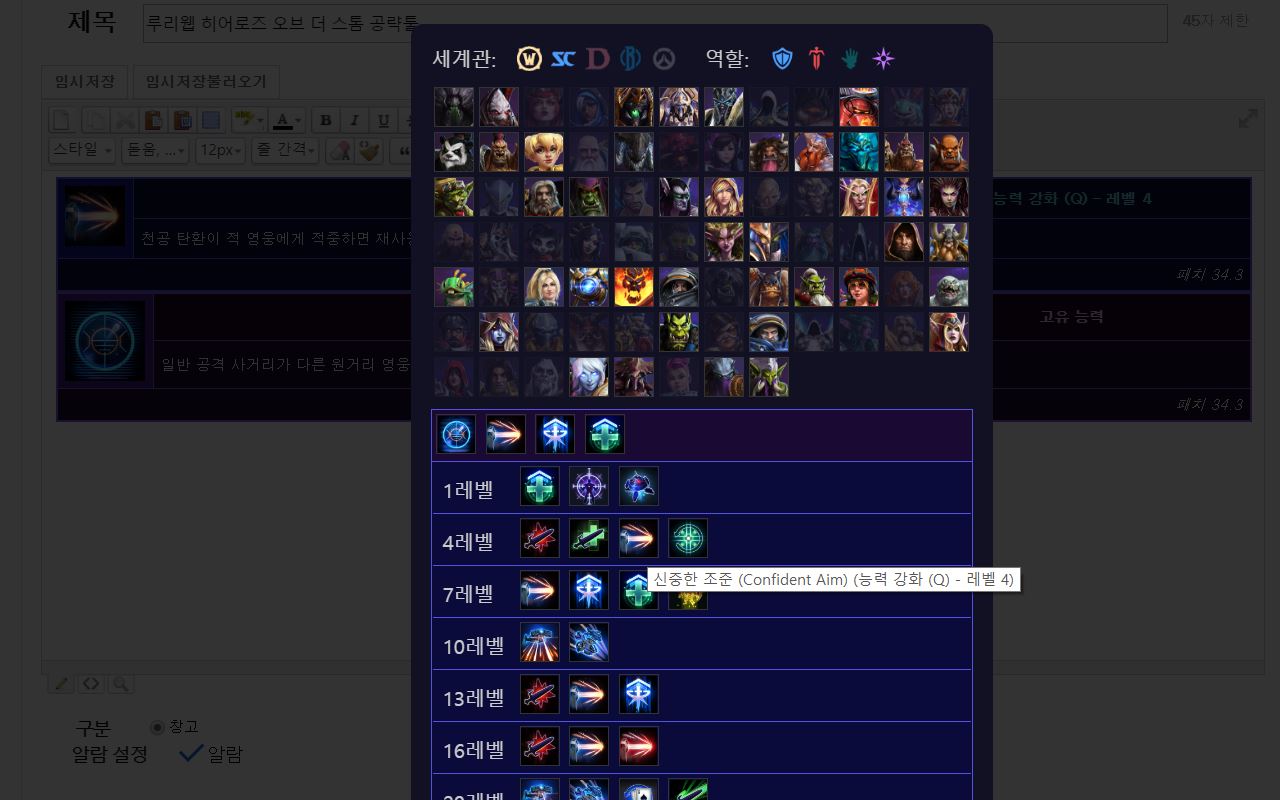 제목 루리웹 히어로즈 오브 더 스톰 공략툴 45자 제한
세계관: 역할:
임시저장 임시저장불러오기
스타일 돋움, ... 12px 줄 간격
능력 강화 (Q) - 레벨 4
천공 탄환이 적 영웅에게 적중하면 재사용
패치 34.3
고유 능력
일반 공격 사거리가 다른 원거리 영웅
패치 34.3
1레벨
4레벨
신중한 조준 (Confident Aim) (능력 강화 (Q) - 레벨 4)
7레벨
10레벨
13레벨
16레벨
20레벨
구분 창고
알람 설정 알람